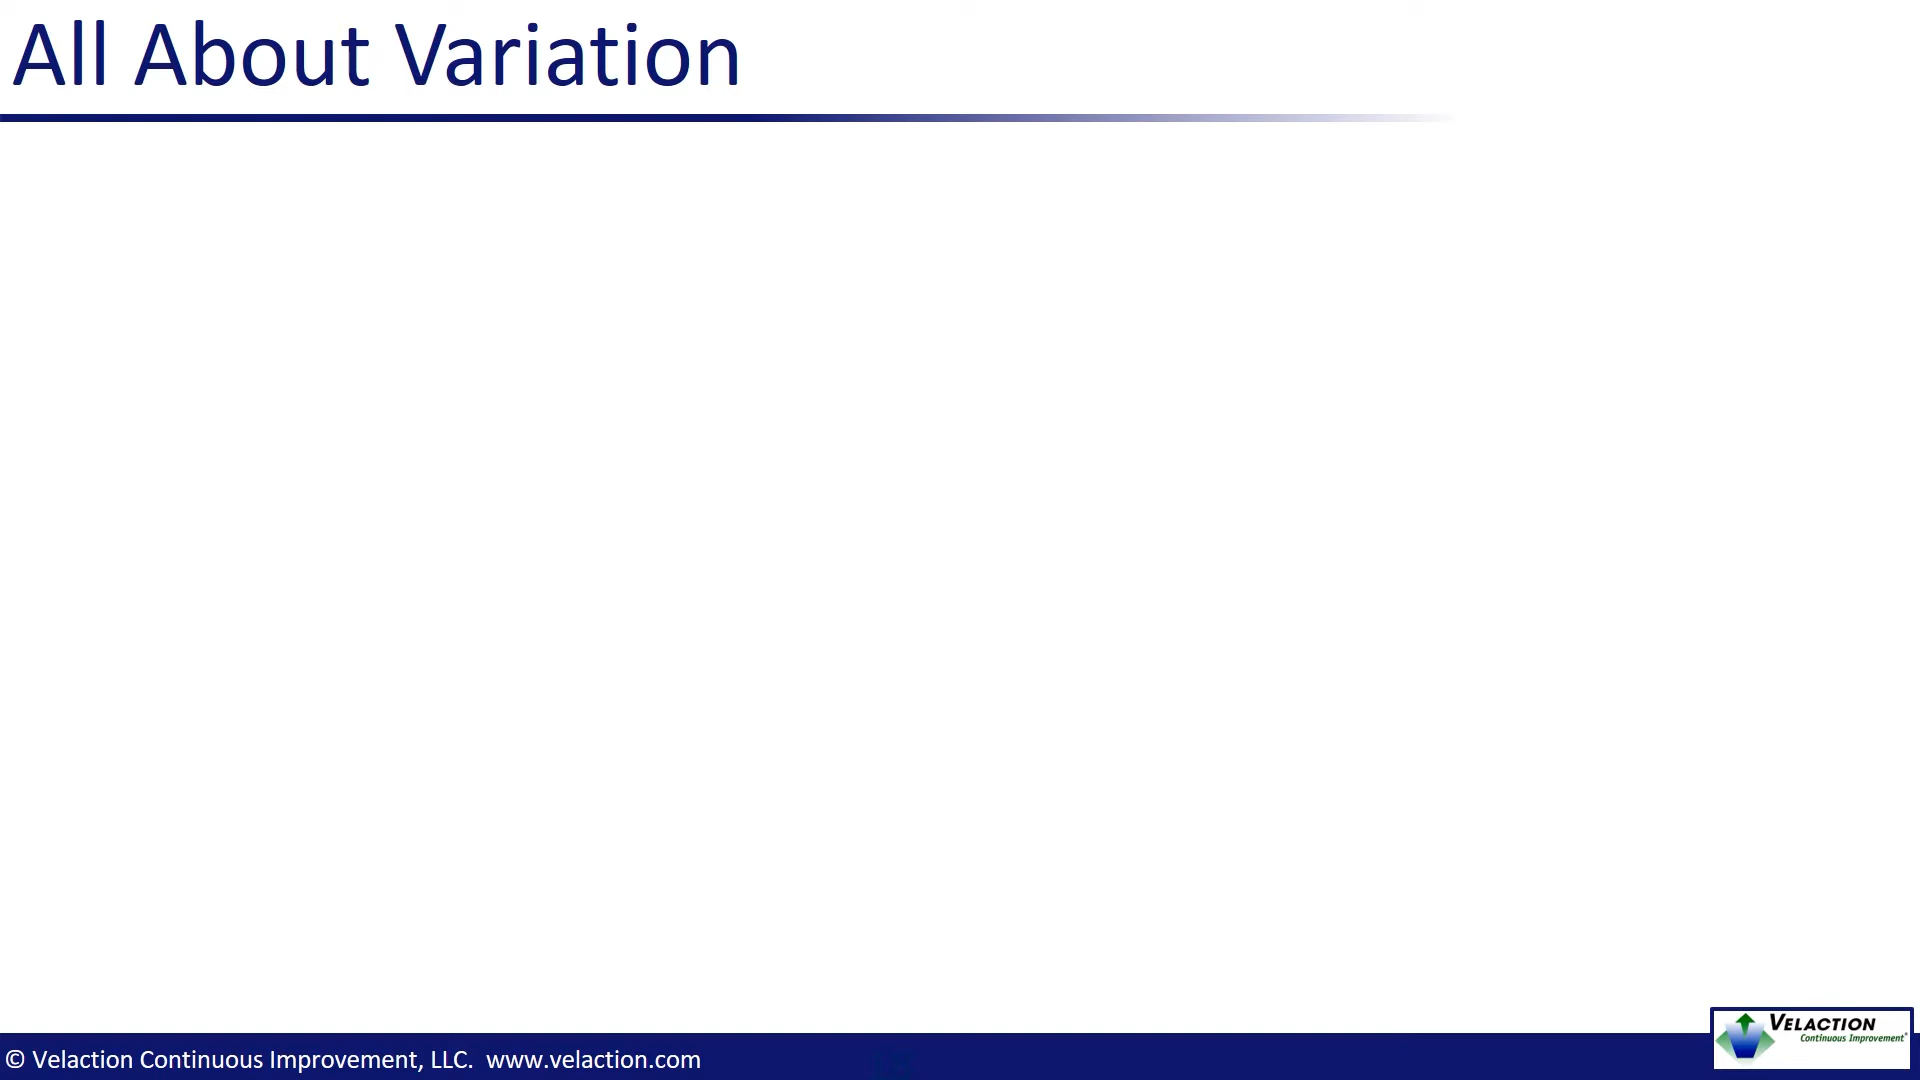 All About Variation
© Velaction Continuous Improvement, LLC.  www.velaction.com
VELACTION
Continuous Improvement®